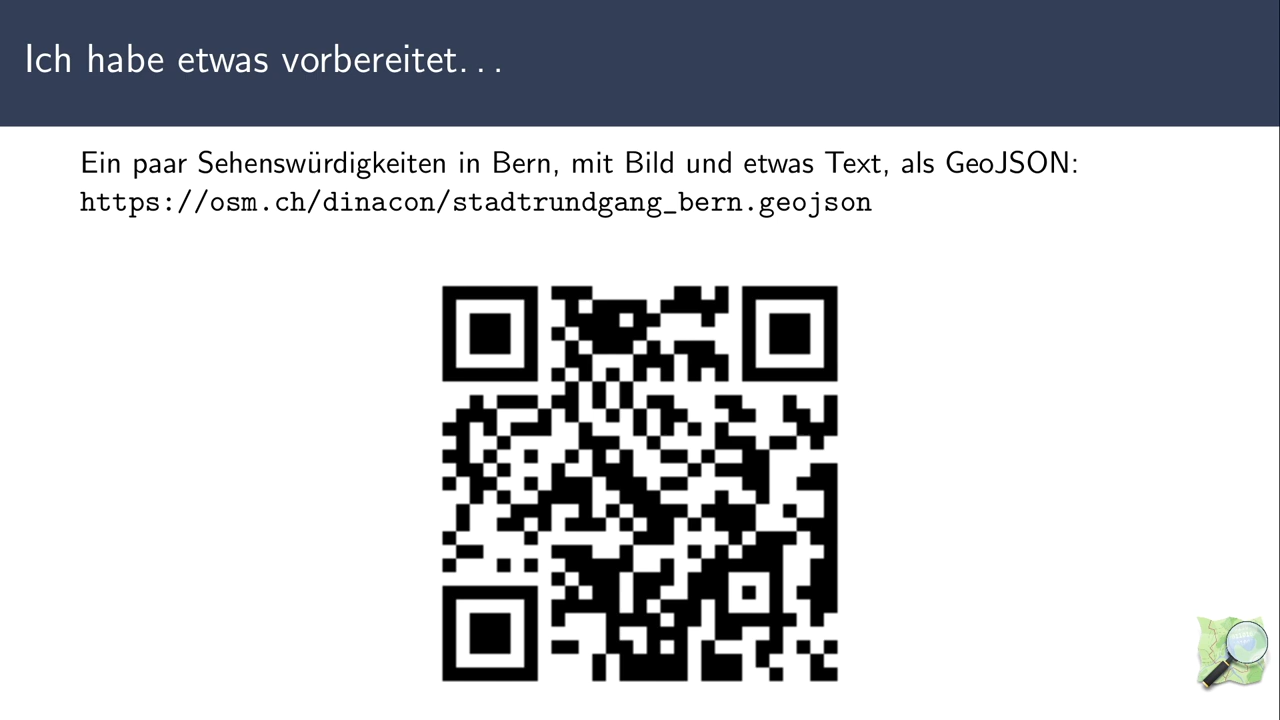 Ich habe etwas vorbereitet...
Ein paar Sehenswürdigkeiten in Bern, mit Bild und etwas Text, als GeoJSON:
https://osm.ch/dinacon/stadtrundgang_bern.geojson